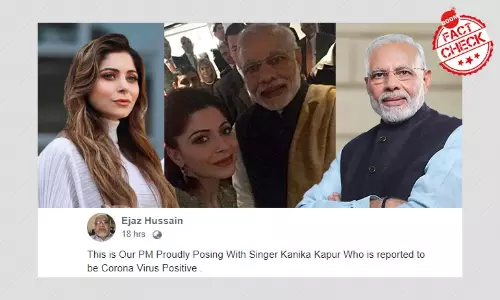 BOOM
FACT
CHECK
Ejaz Hussain
18 hrs
This is Our PM Proudly Posing With Singer Kanika Kapur Who is reported to
be Corona Virus Positive .